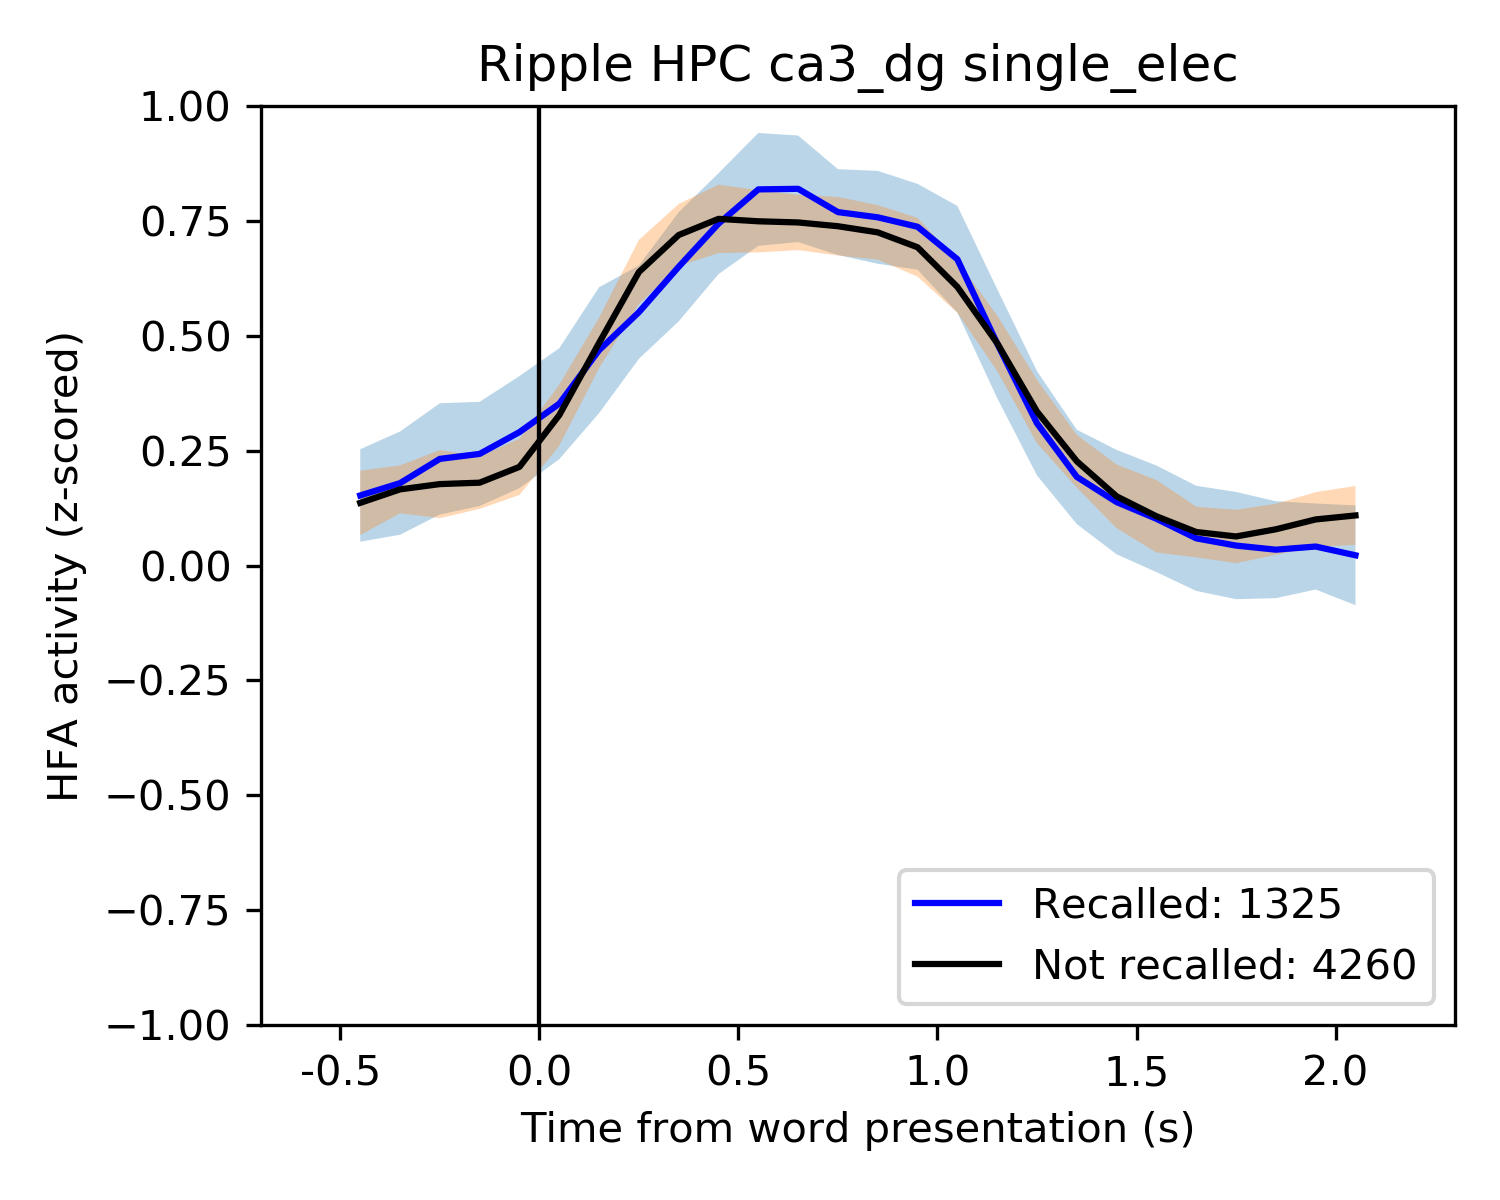 Ripple HPC ca3_dg single_elec
HFA activity (z-scored)
1.00
0.75
0.50
0.25
0.00
−0.25
−0.50
−0.75
−1.00
Recalled: 1325
Not recalled: 4260
-0.5 0.0 0.5 1.0 1.5 2.0
Time from word presentation (s)